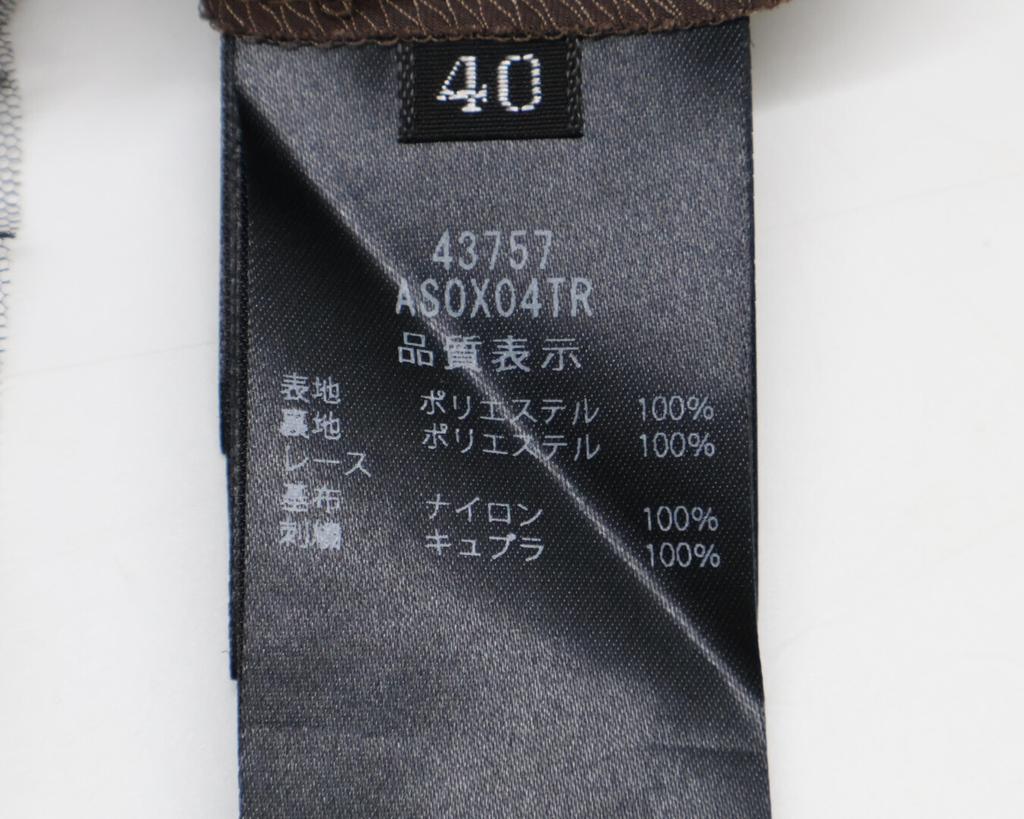 40
43757
ASOX04TR
品質表示
表地 ポリエステル 100%
裏地 ポリエステル 100%
レース
基布 ナイロン 100%
刺繍 キュプラ 100%